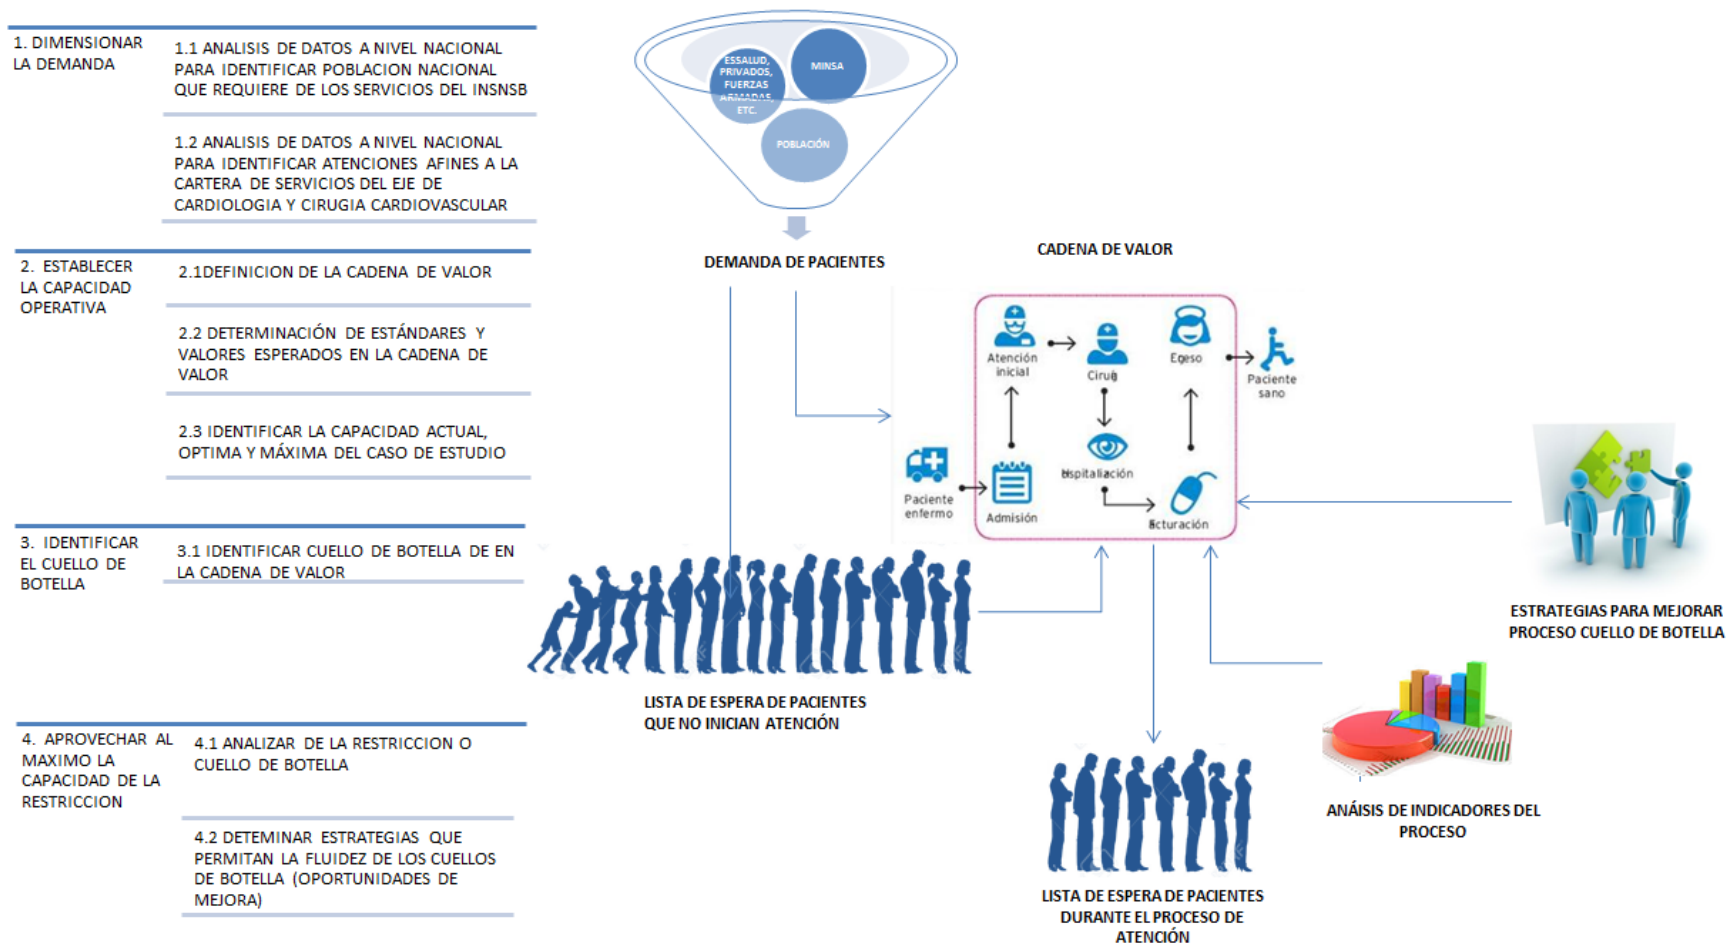 1. DIMENSIONAR
LA DEMANDA
1.1 ANALISIS DE DATOS A NIVEL NACIONAL
PARA IDENTIFICAR POBLACION NACIONAL
QUE REQUIERE DE LOS SERVICIOS DEL INSNSB
1.2 ANALISIS DE DATOS A NIVEL NACIONAL
PARA IDENTIFICAR ATENCIONES AFINES A LA
CARTERA DE SERVICIOS DEL EJE DE
CARDIOLOGIA Y CIRUGIA CARDIOVASCULAR
2. ESTABLECER
LA CAPACIDAD
OPERATIVA
2.1DEFINICION DE LA CADENA DE VALOR
2.2 DETERMINACIÓN DE ESTÁNDARES Y
VALORES ESPERADOS EN LA CADENA DE
VALOR
2.3 IDENTIFICAR LA CAPACIDAD ACTUAL,
OPTIMA Y MÁXIMA DEL CASO DE ESTUDIO
3. IDENTIFICAR
EL CUELLO DE
BOTELLA
3.1 IDENTIFICAR CUELLO DE BOTELLA DE EN
LA CADENA DE VALOR
4. APROVECHAR AL
MAXIMO LA
CAPACIDAD DE LA
RESTRICCION
4.1 ANALIZAR DE LA RESTRICCION O
CUELLO DE BOTELLA
4.2 DETEMINAR ESTRATEGIAS QUE
PERMITAN LA FLUIDEZ DE LOS CUELLOS
DE BOTELLA (OPORTUNIDADES DE
MEJORA)
ESSALUD,
PRIVADOS,
FUERZAS
ARMADAS,
ETC.
MINSA
POBLACIÓN
DEMANDA DE PACIENTES
CADENA DE VALOR
Atención
inicial
Egreso
Paciente
sano
Paciente
enfermo
Admisión
LISTA DE ESPERA DE PACIENTES
QUE NO INICIAN ATENCIÓN
LISTA DE ESPERA DE PACIENTES
DURANTE EL PROCESO DE
ATENCIÓN
ESTRATEGIAS PARA MEJORAR
PROCESO CUELLO DE BOTELLA
ANÁISIS DE INDICADORES DEL
PROCESO